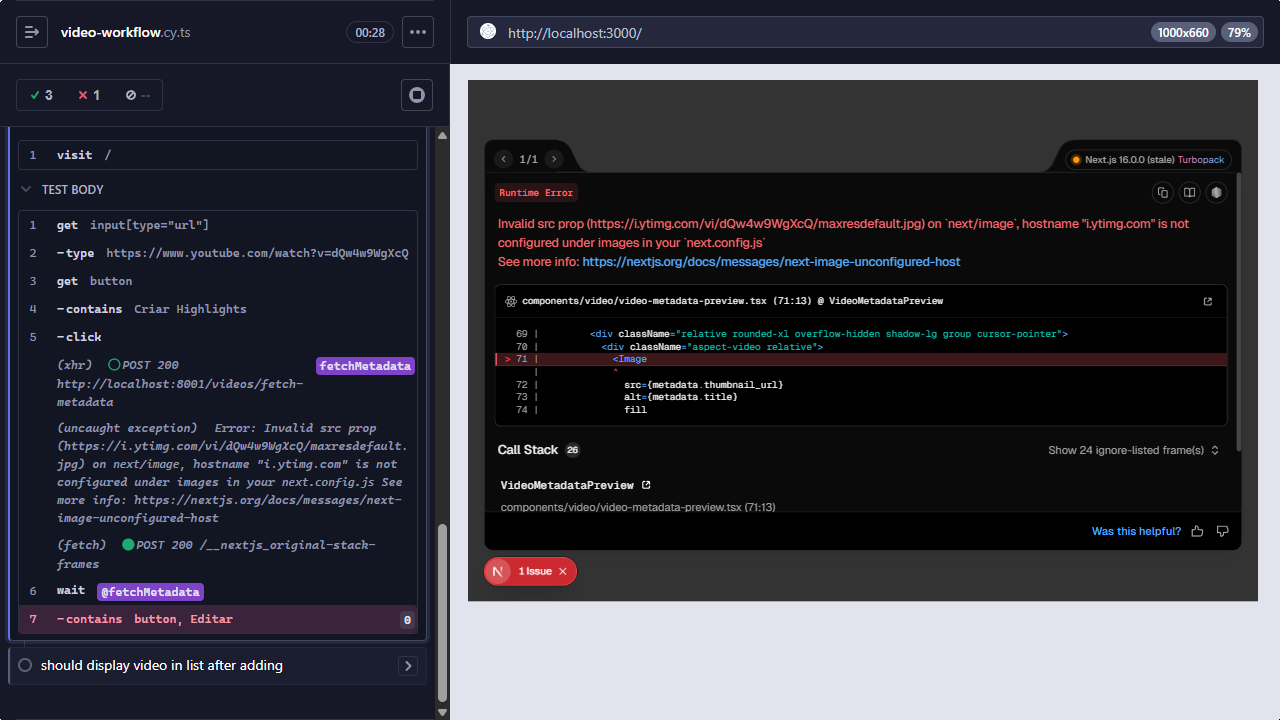 video-workflow.cy.ts
00:28
3
1
--
1 visit /
TEST BODY
1 get input[type="url"]
2 -type https://www.youtube.com/watch?v=dQw4w9WgXcQ
3 get button
4 -contains Criar Highlights
5 -click
(xhr) POST 200 fetchMetadata
http://localhost:8001/videos/fetch-
metadata
(uncaught exception) Error: Invalid src prop
(https://i.ytimg.com/vi/dQw4w9WgXcQ/maxresdefault.
jpg) on next/image, hostname "i.ytimg.com" is not
configured under images in your next.config.js See
more info: https://nextjs.org/docs/messages/next-
image-unconfigured-host
(fetch) POST 200 /__nextjs_original-stack-
frames
6 wait @fetchMetadata
7 -contains button, Editar 0
should display video in list after adding
http://localhost:3000/
1000x660
79%
1/1
Next.js 16.0.0 (stale) Turbopack
Runtime Error
Invalid src prop (https://i.ytimg.com/vi/dQw4w9WgXcQ/maxresdefault.jpg) on `next/image`, hostname "i.ytimg.com" is not
configured under images in your `next.config.js`
See more info: https://nextjs.org/docs/messages/next-image-unconfigured-host
components/video/video-metadata-preview.tsx (71:13) @ VideoMetadataPreview
69 | <div className="relative rounded-xl overflow-hidden shadow-lg group cursor-pointer">
70 | <div className="aspect-video relative">
> 71 | <Image
| ^
72 | src={metadata.thumbnail_url}
73 | alt={metadata.title}
74 | fill
Call Stack 26
Show 24 ignore-listed frame(s)
VideoMetadataPreview
components/video/video-metadata-preview.tsx (71:13)
Was this helpful?
N 1 Issue